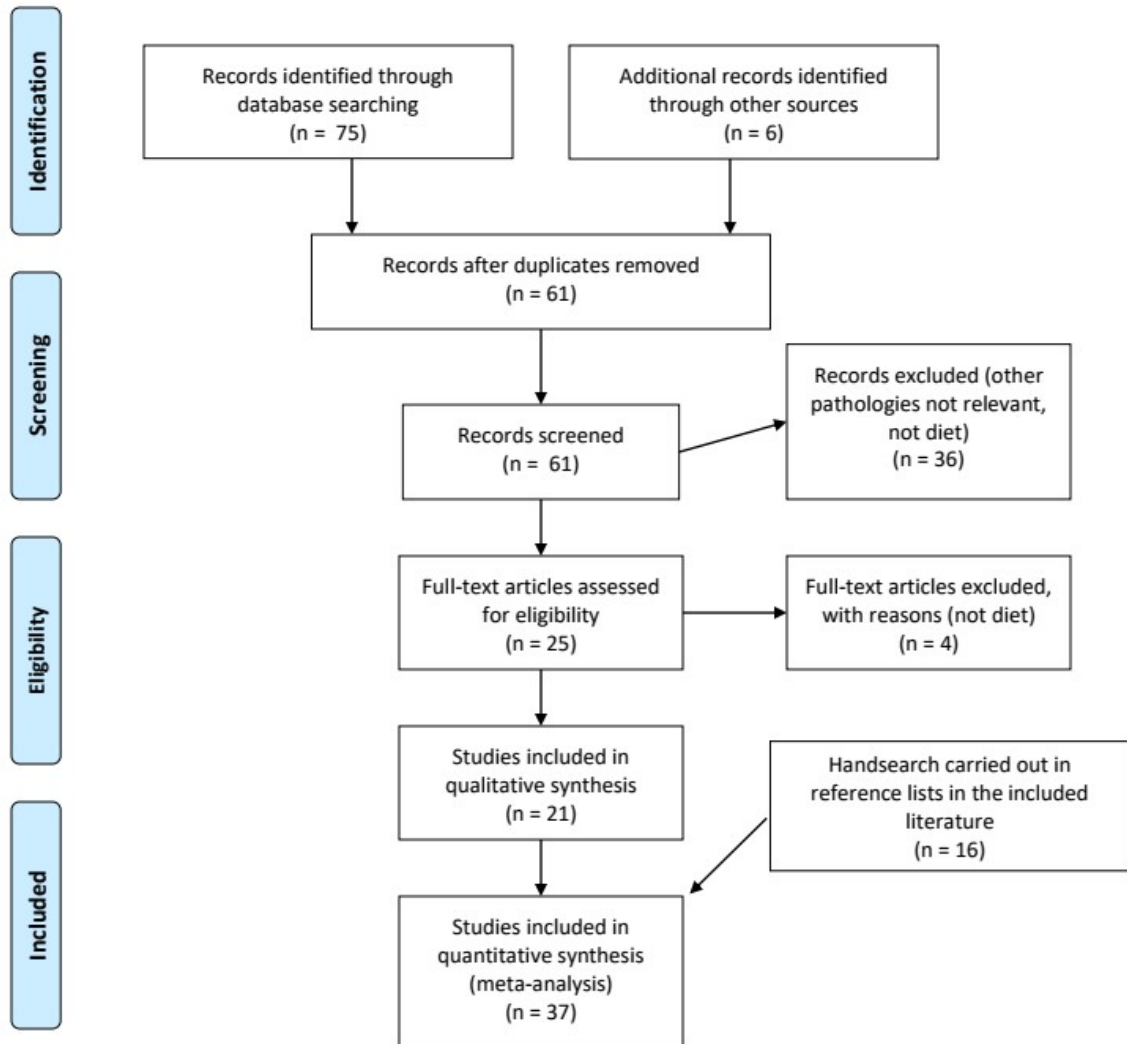 Identification
Records identified through
database searching
(n = 75)
Additional records identified
through other sources
(n = 6)
Records after duplicates removed
(n = 61)
Screening
Records screened
(n = 61)
Records excluded (other
pathologies not relevant,
not diet)
(n = 36)
Eligibility
Full-text articles assessed
for eligibility
(n = 25)
Full-text articles excluded,
with reasons (not diet)
(n = 4)
Studies included in
qualitative synthesis
(n = 21)
Handsearch carried out in
reference lists in the included
literature
(n = 16)
Included
Studies included in
quantitative synthesis
(meta-analysis)
(n = 37)